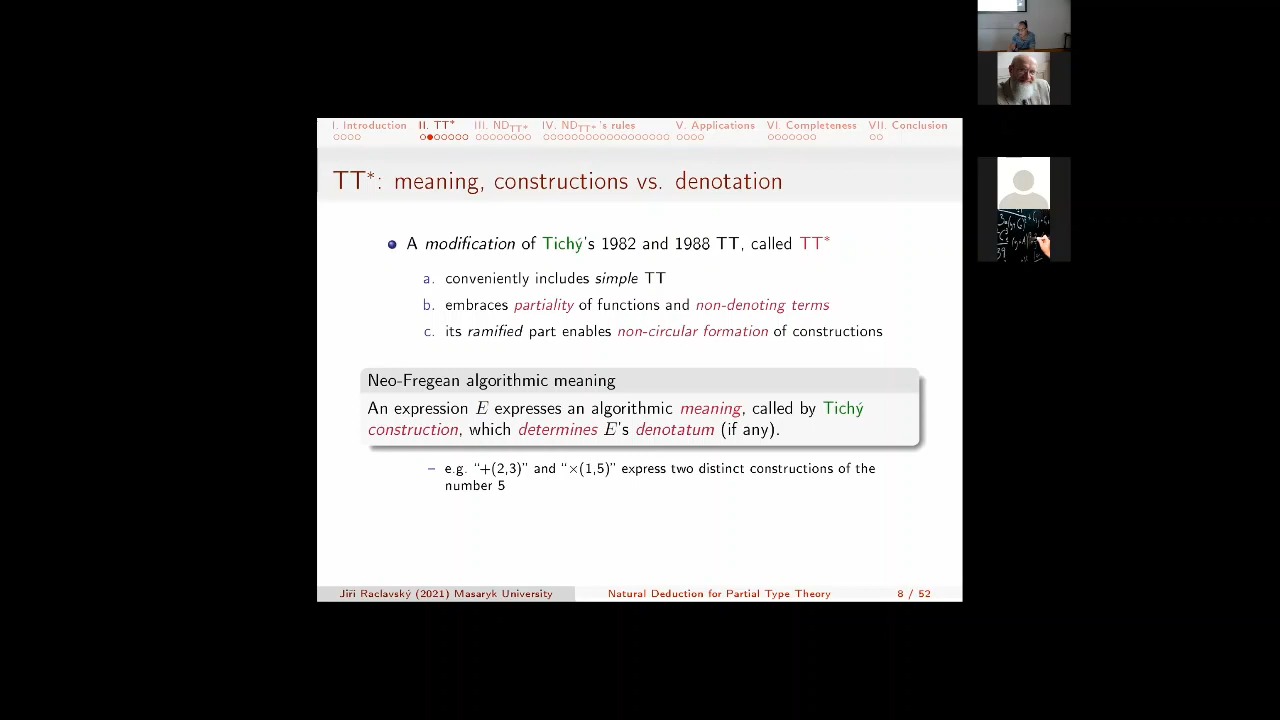 I. Introduction II. TT* III. NDTT* IV. NDTT*'s rules V. Applications VI. Completeness VII. Conclusion
TT*: meaning, constructions vs. denotation
A modification of Tichý's 1982 and 1988 TT, called TT*
a. conveniently includes simple TT
b. embraces partiality of functions and non-denoting terms
c. its ramified part enables non-circular formation of constructions
Neo-Fregean algorithmic meaning
An expression E expresses an algorithmic meaning, called by Tichý
construction, which determines E's denotatum (if any).
– e.g. "+(2,3)" and "×(1,5)" express two distinct constructions of the
number 5
Jiří Raclavský (2021) Masaryk University Natural Deduction for Partial Type Theory 8 / 52